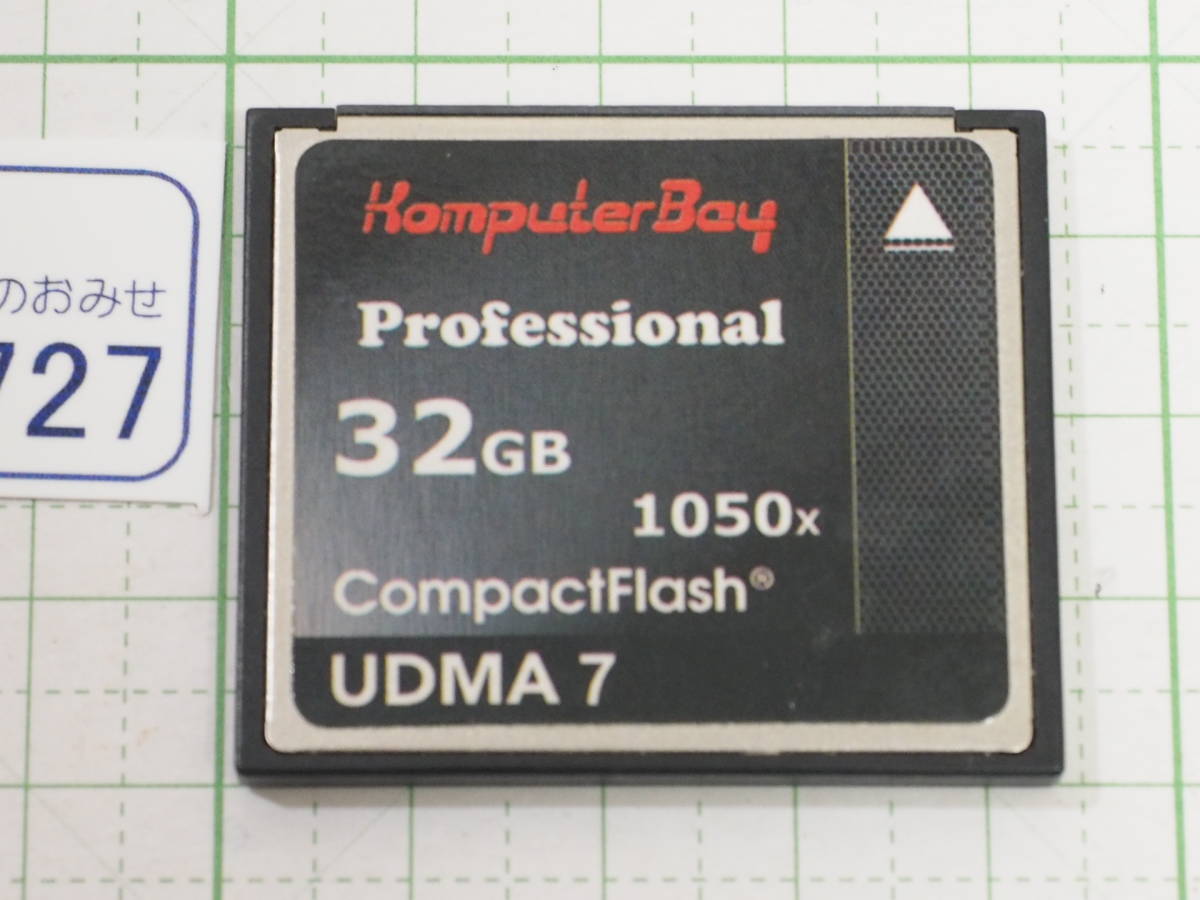 KomputerBay
Professional
32GB
1050x
CompactFlash®
UDMA 7
のおみせ
727